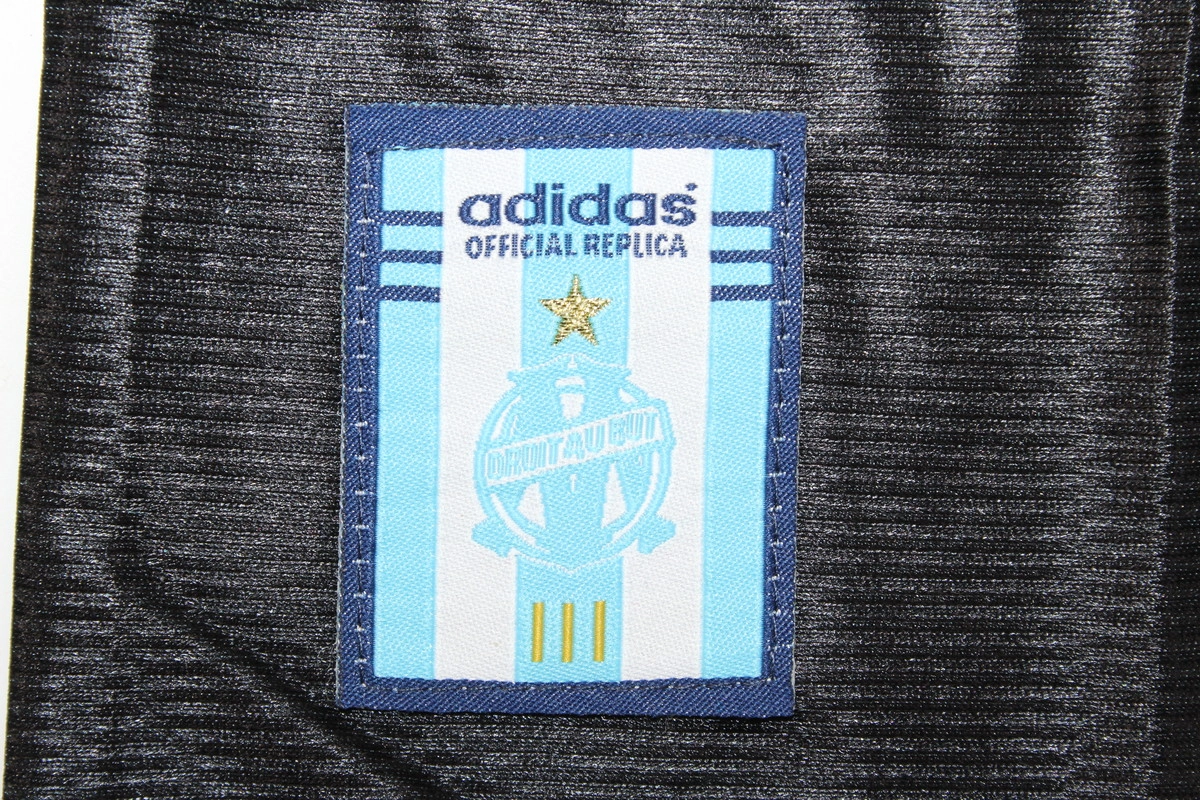 adidas
OFFICIAL REPLICA
DROIT AU BUT